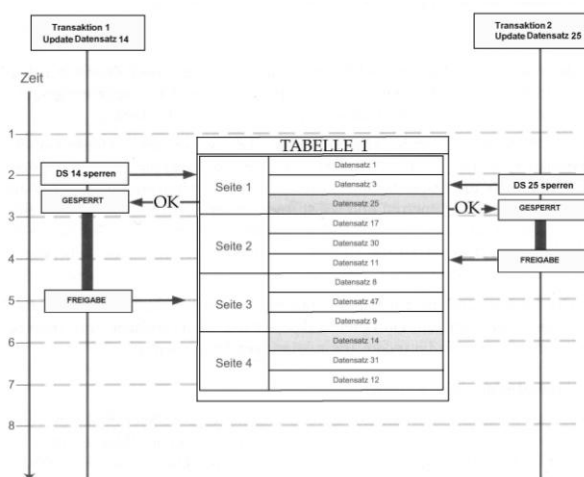 Transaktion 1
Update Datensatz 14
Transaktion 2
Update Datensatz 25
Zeit
1
TABELLE 1
Seite 1
Datensatz 1
Datensatz 3
Datensatz 25
Seite 2
Datensatz 17
Datensatz 30
Datensatz 11
Seite 3
Datensatz 8
Datensatz 47
Datensatz 9
Seite 4
Datensatz 14
Datensatz 31
Datensatz 12
2
DS 14 sperren
DS 25 sperren
GESPERRT
OK
OK
GESPERRT
3
4
FREIGABE
5
FREIGABE
6
7
8